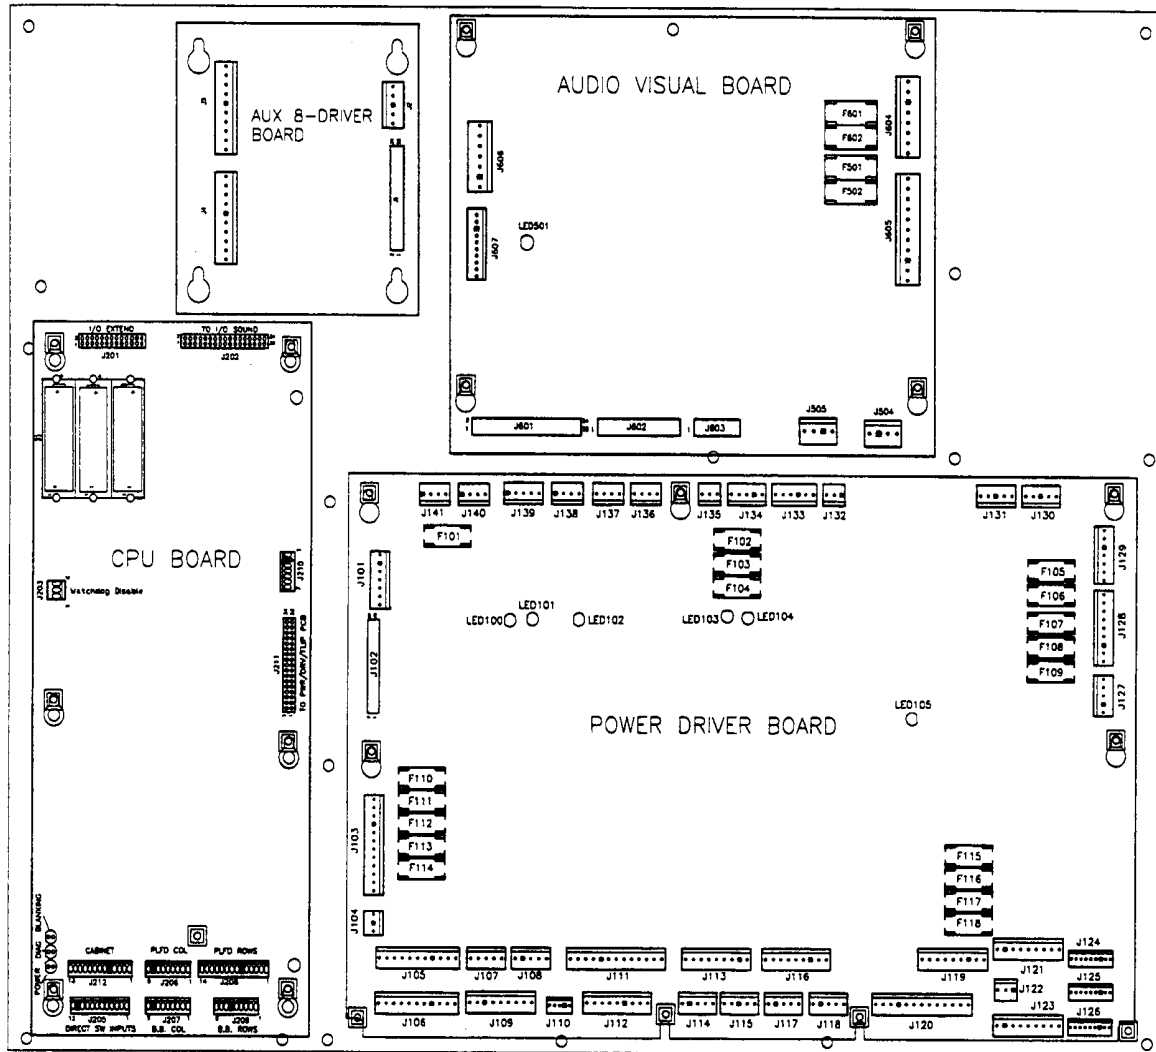 AUX 8-DRIVER
BOARD
J3
J2
J4
AUDIO VISUAL BOARD
F601
F602
F501
F502
J604
J605
J606
J607
LED501
J601
J602
J603
J505
J504
I/O EXTEND
J201
TO I/O SOUND
J202
CPU BOARD
J203
Watchdog Disable
J210
J211
TO PWR/DRV/FLIP PCB
BLANKING
DIAG
POWER
CABINET
J212
PLFD COL
J206
PLFD ROWS
J208
J205
DIRECT SW INPUTS
J207
B.B. COL
J209
B.B. ROWS
POWER DRIVER BOARD
J141
J140
J139
J138
J137
J136
J135
J134
J133
J132
J131
J130
F101
F102
F103
F104
J101
J102
LED100
LED101
LED102
LED103
LED104
LED105
F105
F106
F107
F108
F109
J129
J128
J127
F110
F111
F112
F113
F114
J103
J104
F115
F116
F117
F118
J105
J107
J108
J111
J113
J116
J119
J121
J124
J125
J122
J123
J126
J106
J109
J110
J112
J114
J115
J117
J118
J120